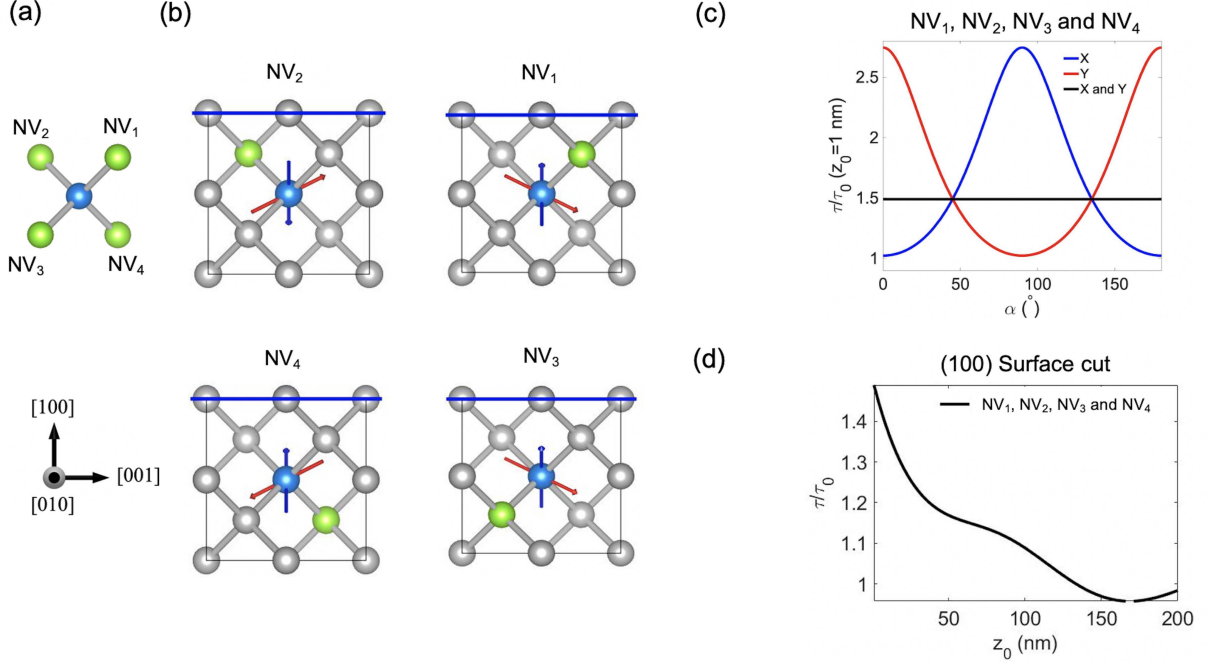 (a)
NV₂
NV₁
NV₃
NV₄
[100]
[001]
[010]
(b)
NV₂
NV₁
NV₄
NV₃
(c)
NV₁, NV₂, NV₃ and NV₄
X
Y
X and Y
τ/τ₀ (z₀=1 nm)
2.5
2
1.5
1
0
50
100
150
α (°)
(d)
(100) Surface cut
NV₁, NV₂, NV₃ and NV₄
τ/τ₀
1.4
1.3
1.2
1.1
1
50
100
150
200
z₀ (nm)